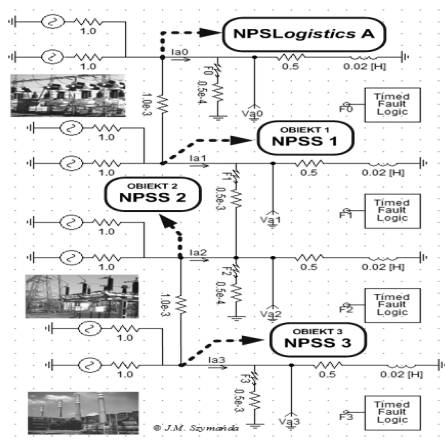 1.0
NPSLogistics A
1.0
Ia0
F0
0.5e-4
Va0
0.5
0.02 [H]
F0
Timed
Fault
Logic
1.0e-3
1.0
OBIEKT 1
NPSS 1
1.0
Ia1
F1
0.5e-3
Va1
0.5
0.02 [H]
F1
Timed
Fault
Logic
OBIEKT 2
NPSS 2
1.0
1.0
Ia2
F2
0.5e-4
Va2
0.5
0.02 [H]
F2
Timed
Fault
Logic
1.0e-3
1.0
OBIEKT 3
NPSS 3
1.0
Ia3
F3
0.5e-3
Va3
0.5
0.02 [H]
F3
Timed
Fault
Logic
® J.M. Szymańda